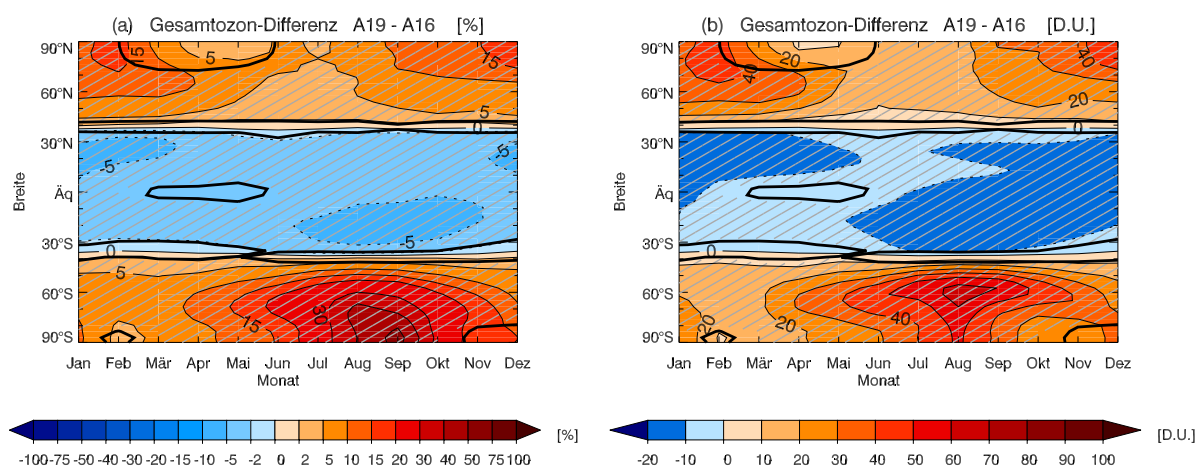 (a) Gesamtozon-Differenz A19 - A16 [%]
90°N
60°N
30°N
Äq
30°S
60°S
90°S
Breite
15
5
15
5
0
-5
-5
-5
0
5
15
30
Jan Feb Mär Apr Mai Jun Jul Aug Sep Okt Nov Dez
Monat
-100 -75 -50 -40 -30 -20 -15 -10 -5 -2 0 2 5 10 15 20 30 40 50 75 100
[%]
(b) Gesamtozon-Differenz A19 - A16 [D.U.]
90°N
60°N
30°N
Äq
30°S
60°S
90°S
Breite
40
20
40
20
0
0
20
20
40
Jan Feb Mär Apr Mai Jun Jul Aug Sep Okt Nov Dez
Monat
-20 -10 0 10 20 30 40 50 60 70 80 90 100
[D.U.]